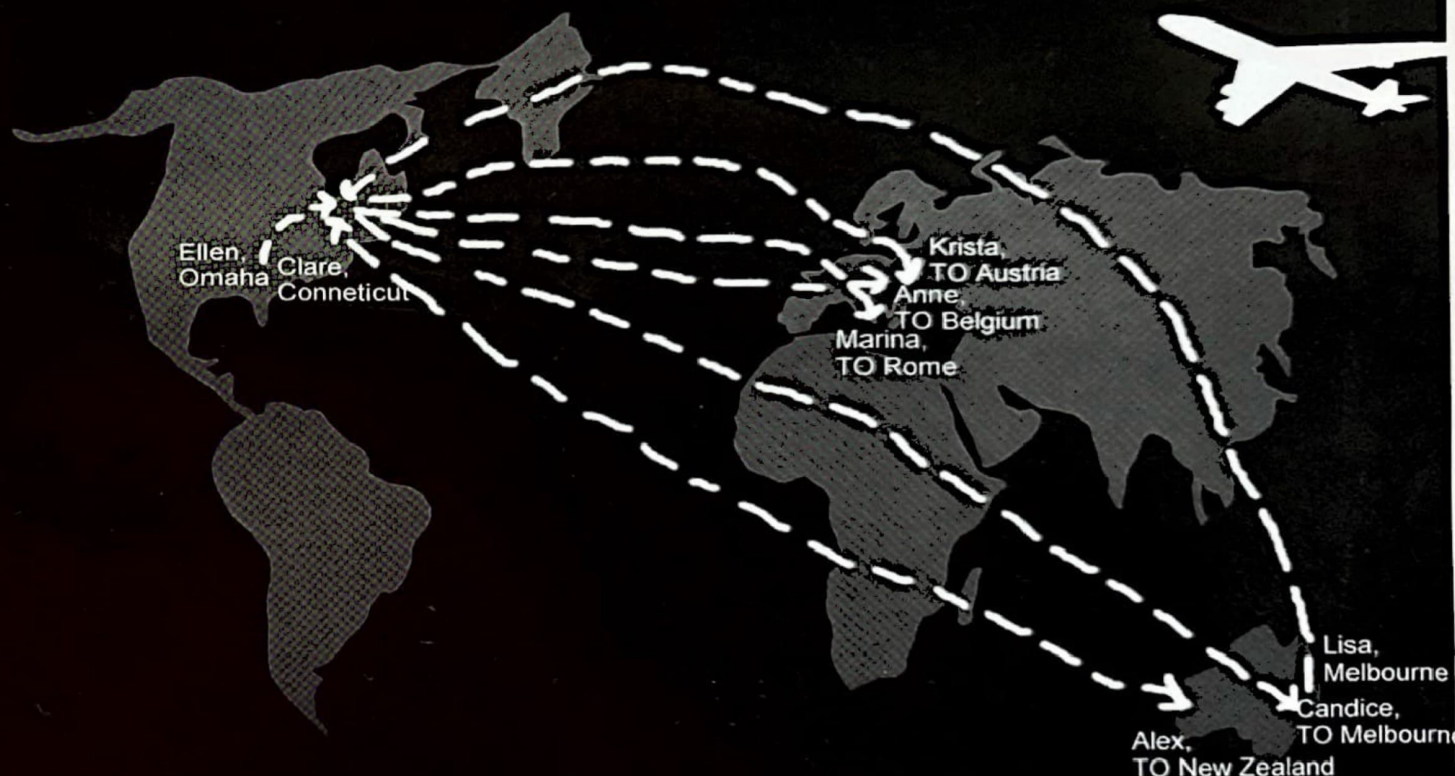 Ellen,
Omaha
Clare,
Conneticut
Krista,
TO Austria
Anne,
TO Belgium
Marina,
TO Rome
Lisa,
Melbourne
Candice,
TO Melbourne
Alex,
TO New Zealand